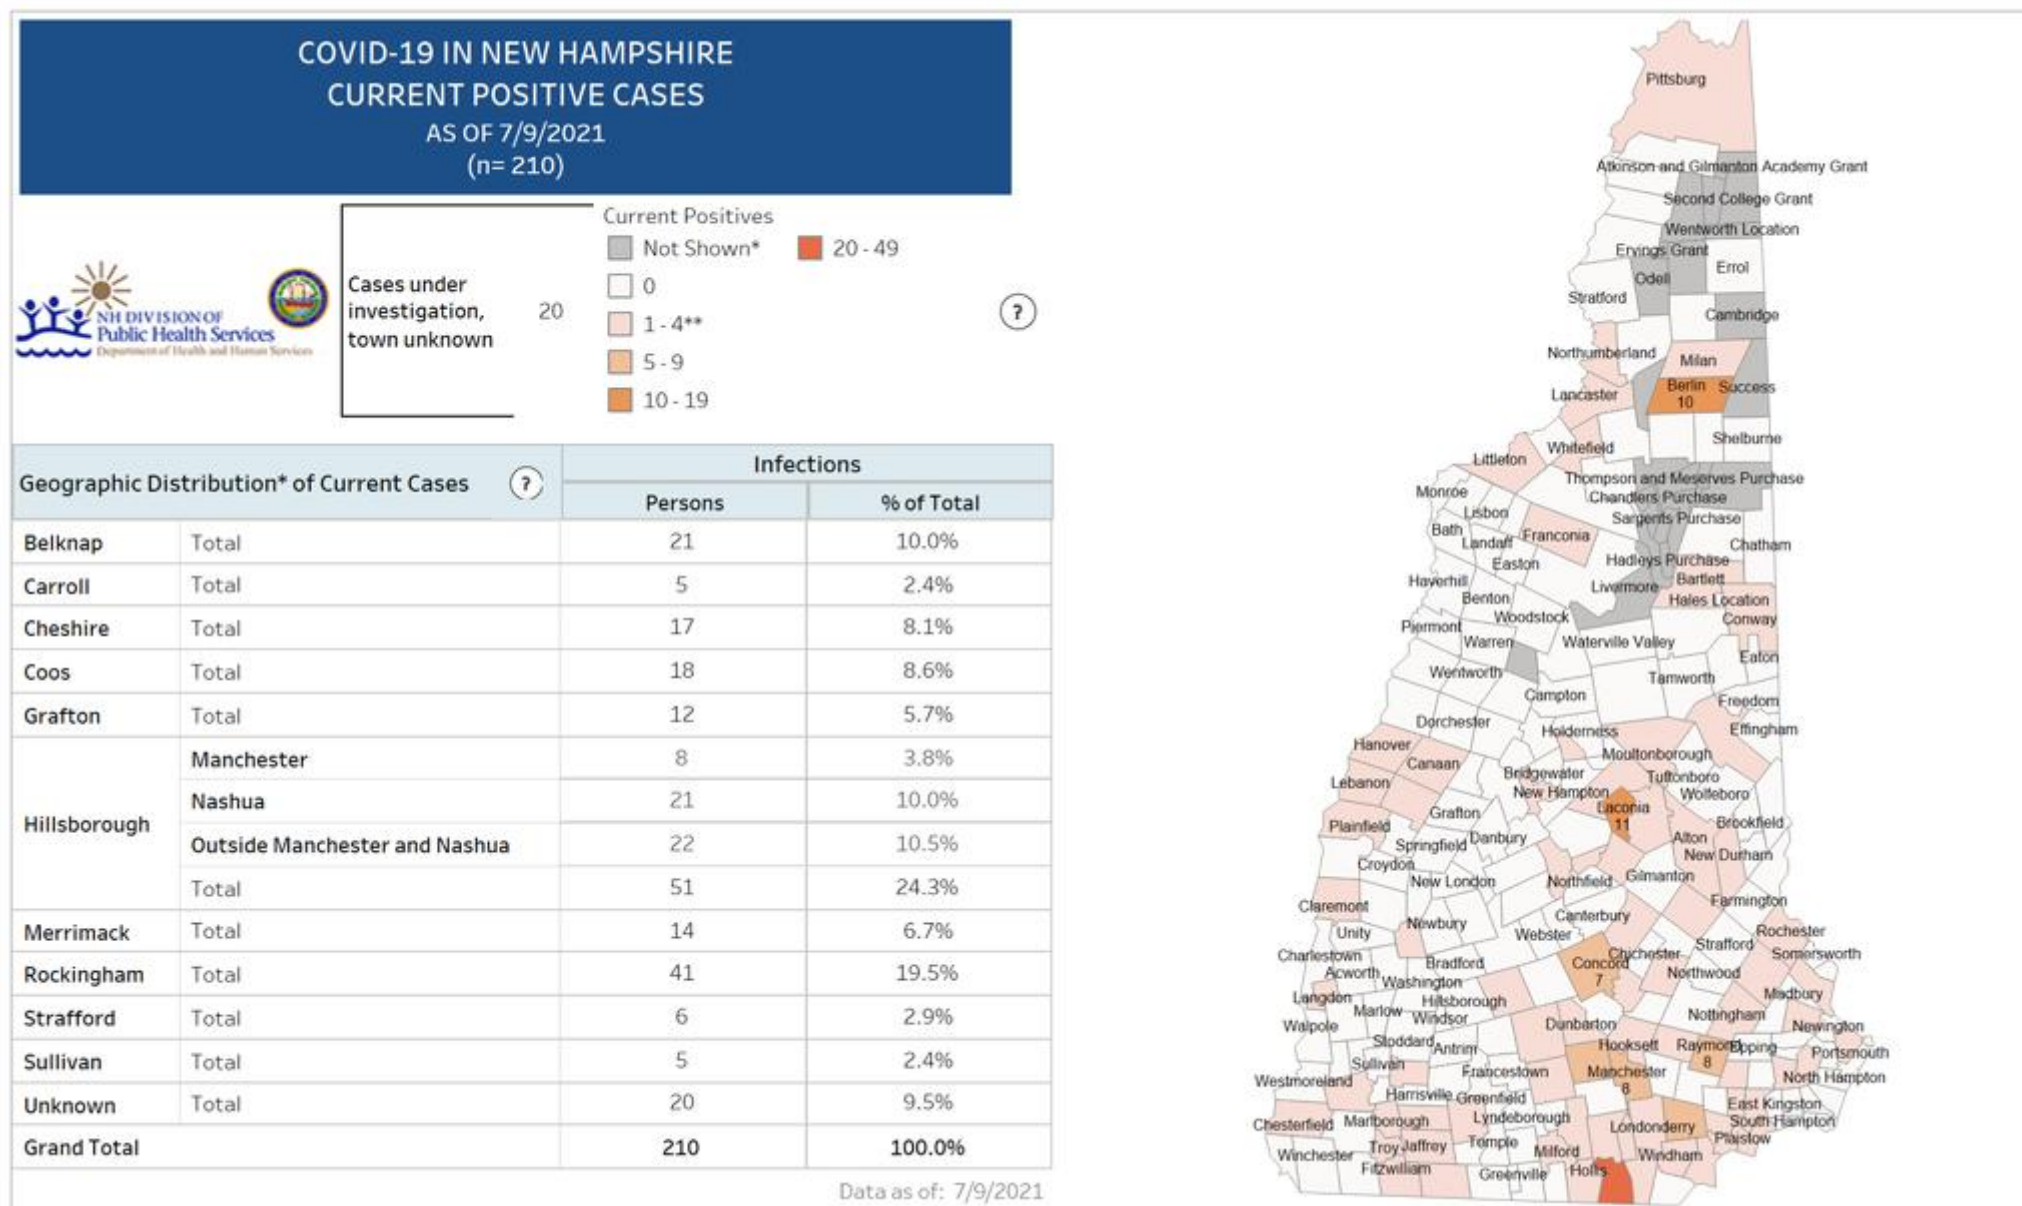 COVID-19 IN NEW HAMPSHIRE
CURRENT POSITIVE CASES
AS OF 7/9/2021
(n= 210)
NH DIVISION OF
Public Health Services
Department of Health and Human Services
Cases under
investigation, 20
town unknown
Current Positives
Not Shown* 20 - 49
0
1 - 4**
5 - 9
10 - 19
?
Geographic Distribution* of Current Cases ? Infections
Persons % of Total
Belknap Total 21 10.0%
Carroll Total 5 2.4%
Cheshire Total 17 8.1%
Coos Total 18 8.6%
Grafton Total 12 5.7%
Hillsborough Manchester 8 3.8%
Nashua 21 10.0%
Outside Manchester and Nashua 22 10.5%
Total 51 24.3%
Merrimack Total 14 6.7%
Rockingham Total 41 19.5%
Strafford Total 6 2.9%
Sullivan Total 5 2.4%
Unknown Total 20 9.5%
Grand Total 210 100.0%
Data as of: 7/9/2021
Pittsburg
Atkinson and Gilmanton Academy Grant
Second College Grant
Wentworth Location
Ervings Grant
Errol
Odell
Stratford
Cambridge
Northumberland
Milan
Berlin Success
10
Lancaster
Shelburne
Whitefield
Littleton
Thompson and Meserves Purchase
Monroe
Chandlers Purchase
Lisbon
Sargents Purchase
Bath
Franconia
Landaff
Chatham
Easton
Hadleys Purchase
Haverhill
Bartlett
Livermore
Benton
Hales Location
Woodstock
Conway
Piermont
Warren
Waterville Valley
Eaton
Wentworth
Tamworth
Campton
Freedom
Dorchester
Holderness
Effingham
Hanover
Moultonborough
Canaan
Bridgewater
Tuftonboro
Lebanon
New Hampton
Wolfeboro
Laconia
11
Grafton
Plainfield
Brookfield
Danbury
Alton
Springfield
New Durham
Croydon
New London
Northfield
Gilmanton
Claremont
Farmington
Newbury
Canterbury
Unity
Webster
Rochester
Strafford
Charlestown
Chichester
Somersworth
Bradford
Concord
7
Acworth
Northwood
Washington
Langdon
Hillsborough
Madbury
Marlow
Windsor
Nottingham
Walpole
Dunbarton
Newington
Stoddard
Antrim
Hooksett
Raymond
8
Epping
Portsmouth
Sullivan
Francestown
Manchester
8
Westmoreland
North Hampton
Harrisville
Greenfield
East Kingston
Chesterfield
Marlborough
Lyndeborough
South Hampton
Londonderry
Plaistow
Troy
Jaffrey
Temple
Winchester
Milford
Windham
Fitzwilliam
Greenville
Hollis